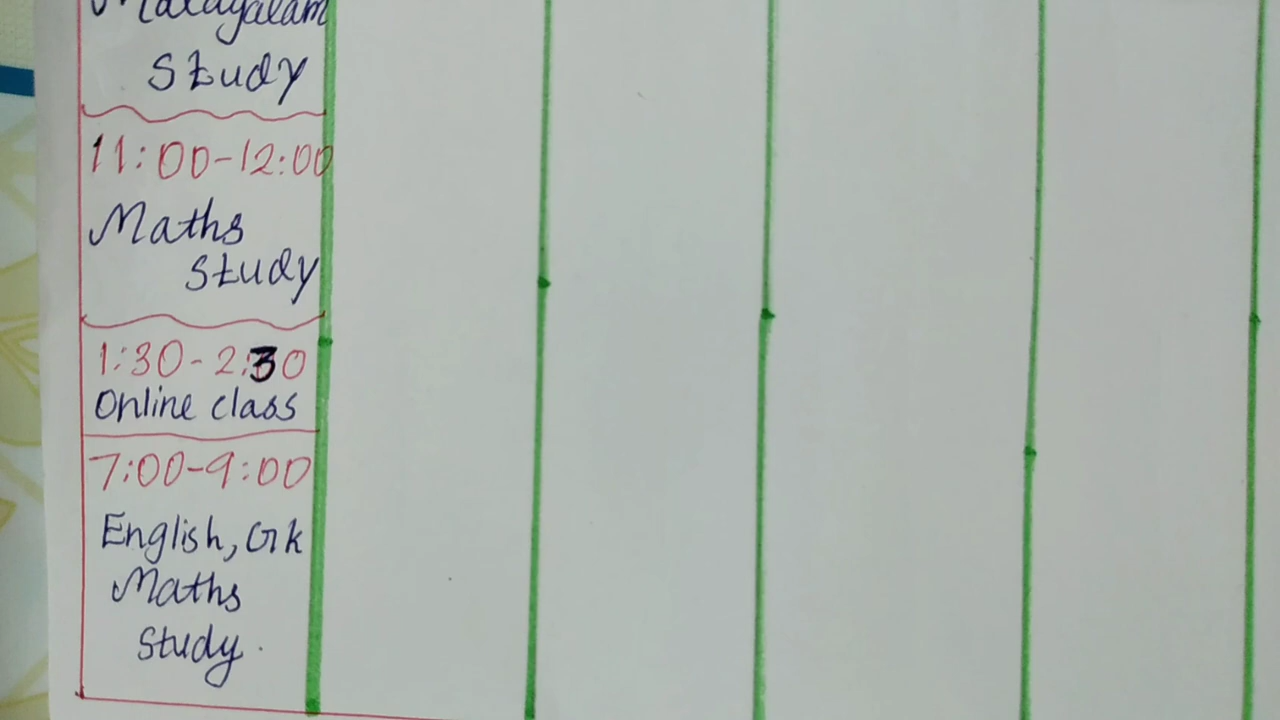 Malayalam
Study
11:00-12:00
Maths
Study
1:30-2:30
Online class
7:00-9:00
English, GK
Maths
Study.